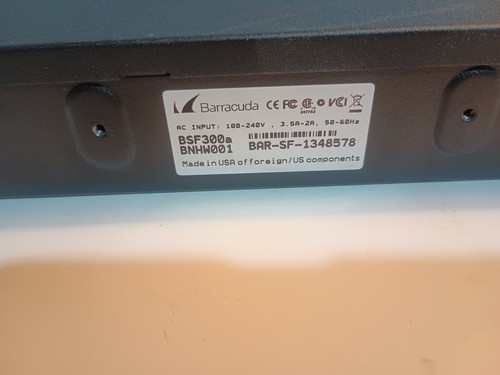 Barracuda CE FC VCCI
AC INPUT: 100-240V , 3.5A-2A, 50-60Hz
BSF300a
BNHW001 BAR-SF-1348578
Made in USA of foreign/US components